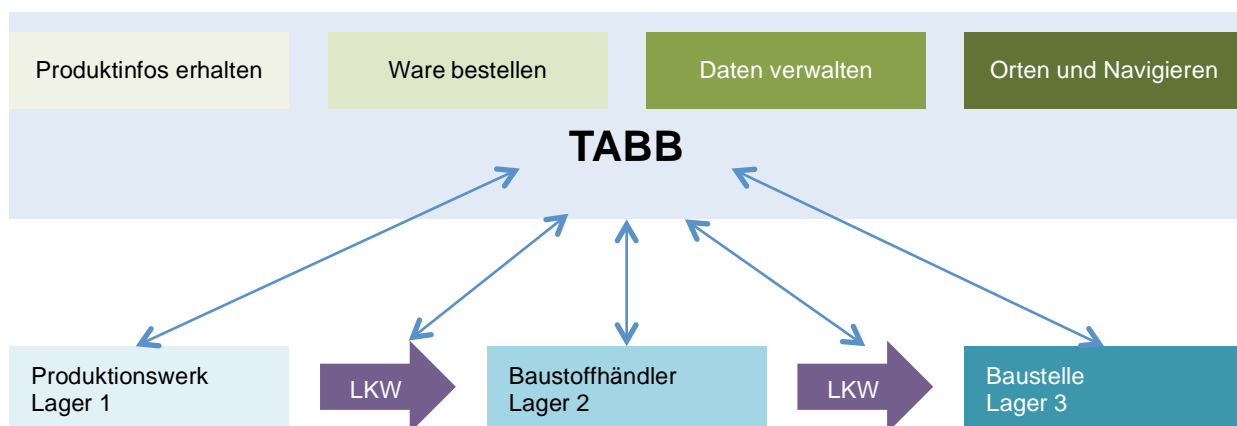 Produktinfos erhalten
Ware bestellen
Daten verwalten
Orten und Navigieren
TABB
Produktionswerk
Lager 1
LKW
Baustoffhändler
Lager 2
LKW
Baustelle
Lager 3